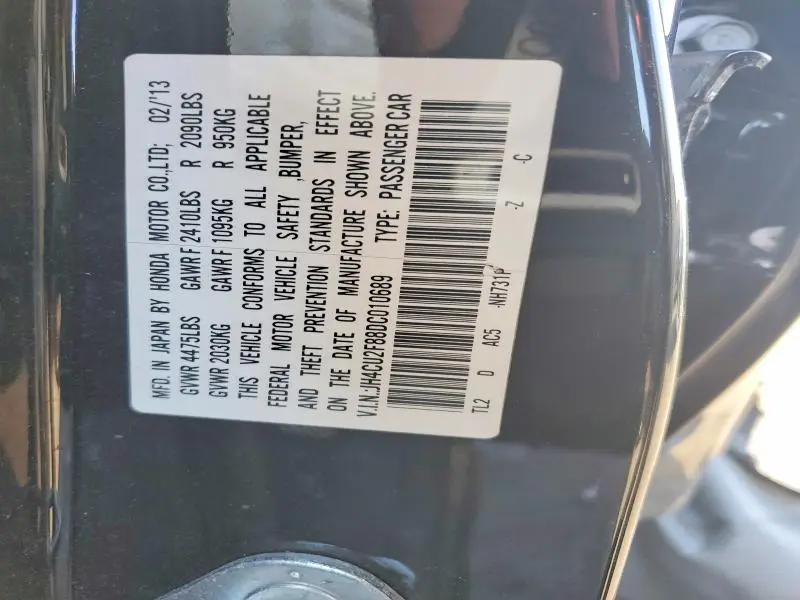 MFD. IN JAPAN BY HONDA MOTOR CO.,LTD; 02/'13
GVWR 4475LBS GAWR F 2410LBS R 2090LBS
GVWR 2030KG GAWR F 1095KG R 950KG
THIS VEHICLE CONFORMS TO ALL APPLICABLE
FEDERAL MOTOR VEHICLE SAFETY ,BUMPER,
AND THEFT PREVENTION STANDARDS IN EFFECT
ON THE DATE OF MANUFACTURE SHOWN ABOVE.
V.I.N.:JH4CU2F88DC010689 TYPE: PASSENGER CAR
TL2 D AC5 -NH731P -Z -C